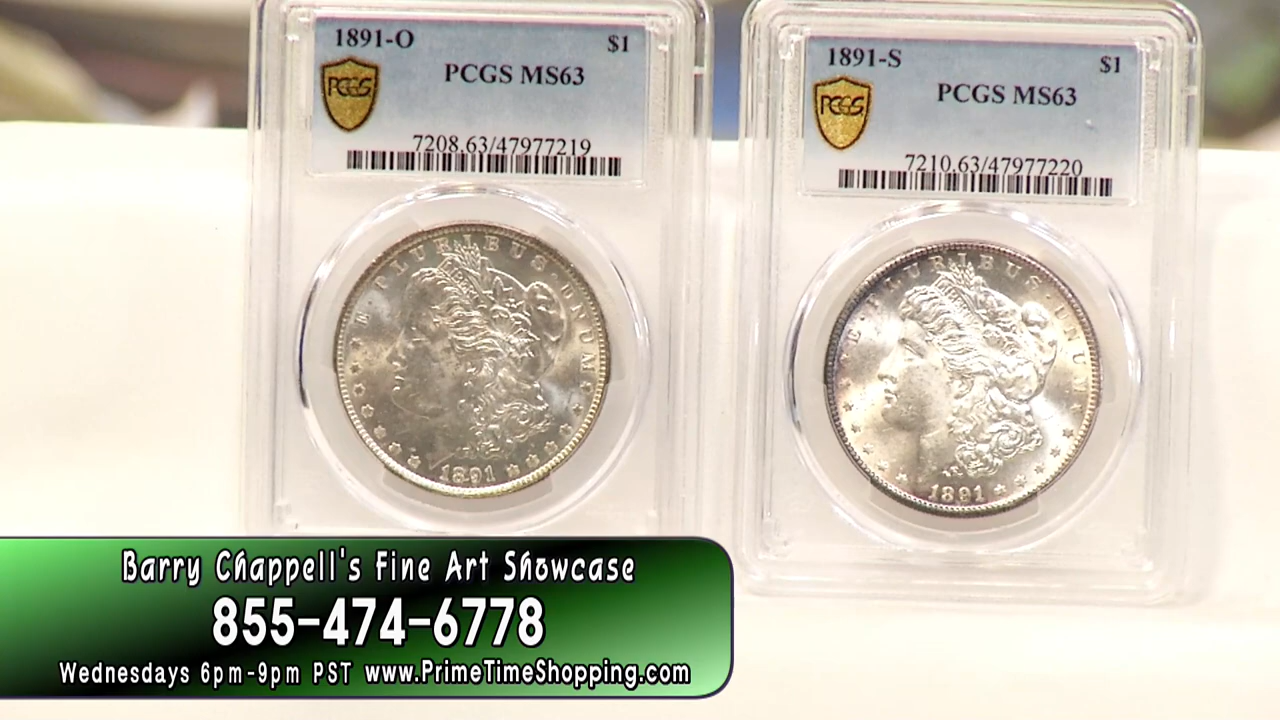 1891-O $1
PCGS MS63
PCGS
7208.63/47977219
1891-S $1
PCGS MS63
PCGS
7210.63/47977220
E PLURIBUS UNUM
1891
E PLURIBUS UNUM
1891
Barry Chappell's Fine Art Showcase
855-474-6778
Wednesdays 6pm-9pm PST www.PrimeTimeShopping.com